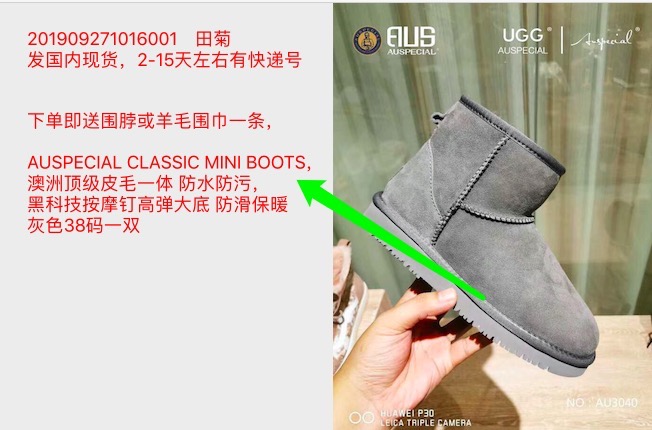 201909271016001 田菊
发国内现货，2-15天左右有快递号
下单即送围脖或羊毛围巾一条，
AUSPECIAL CLASSIC MINI BOOTS，
澳洲顶级皮毛一体 防水防污，
黑科技按摩钉高弹大底 防滑保暖
灰色38码一双
AUS
AUSPECIAL
UGG
AUSPECIAL
Auspecial
NO. AU3040
HUAWEI P30
LEICA TRIPLE CAMERA